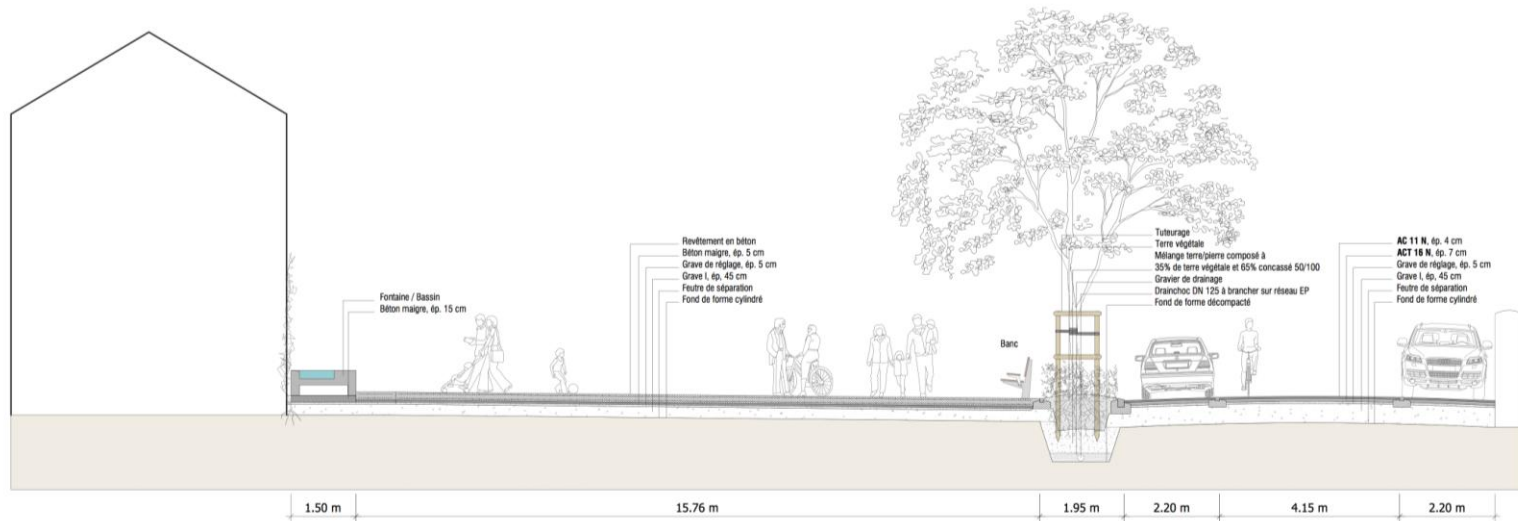 Fontaine / Bassin
Béton maigre, ép. 15 cm
Revêtement en béton
Béton maigre, ép. 5 cm
Grave de réglage, ép. 5 cm
Grave I, ép, 45 cm
Feutre de séparation
Fond de forme cylindré
Banc
Tuteurage
Terre végétale
Mélange terre/pierre composé à
35% de terre végétale et 65% concassé 50/100
Gravier de drainage
Drainchoc DN 125 à brancher sur réseau EP
Fond de forme décompacté
AC 11 N, ép. 4 cm
ACT 16 N, ép. 7 cm
Grave de réglage, ép. 5 cm
Grave I, ép, 45 cm
Feutre de séparation
Fond de forme cylindré
1.50 m
15.76 m
1.95 m
2.20 m
4.15 m
2.20 m